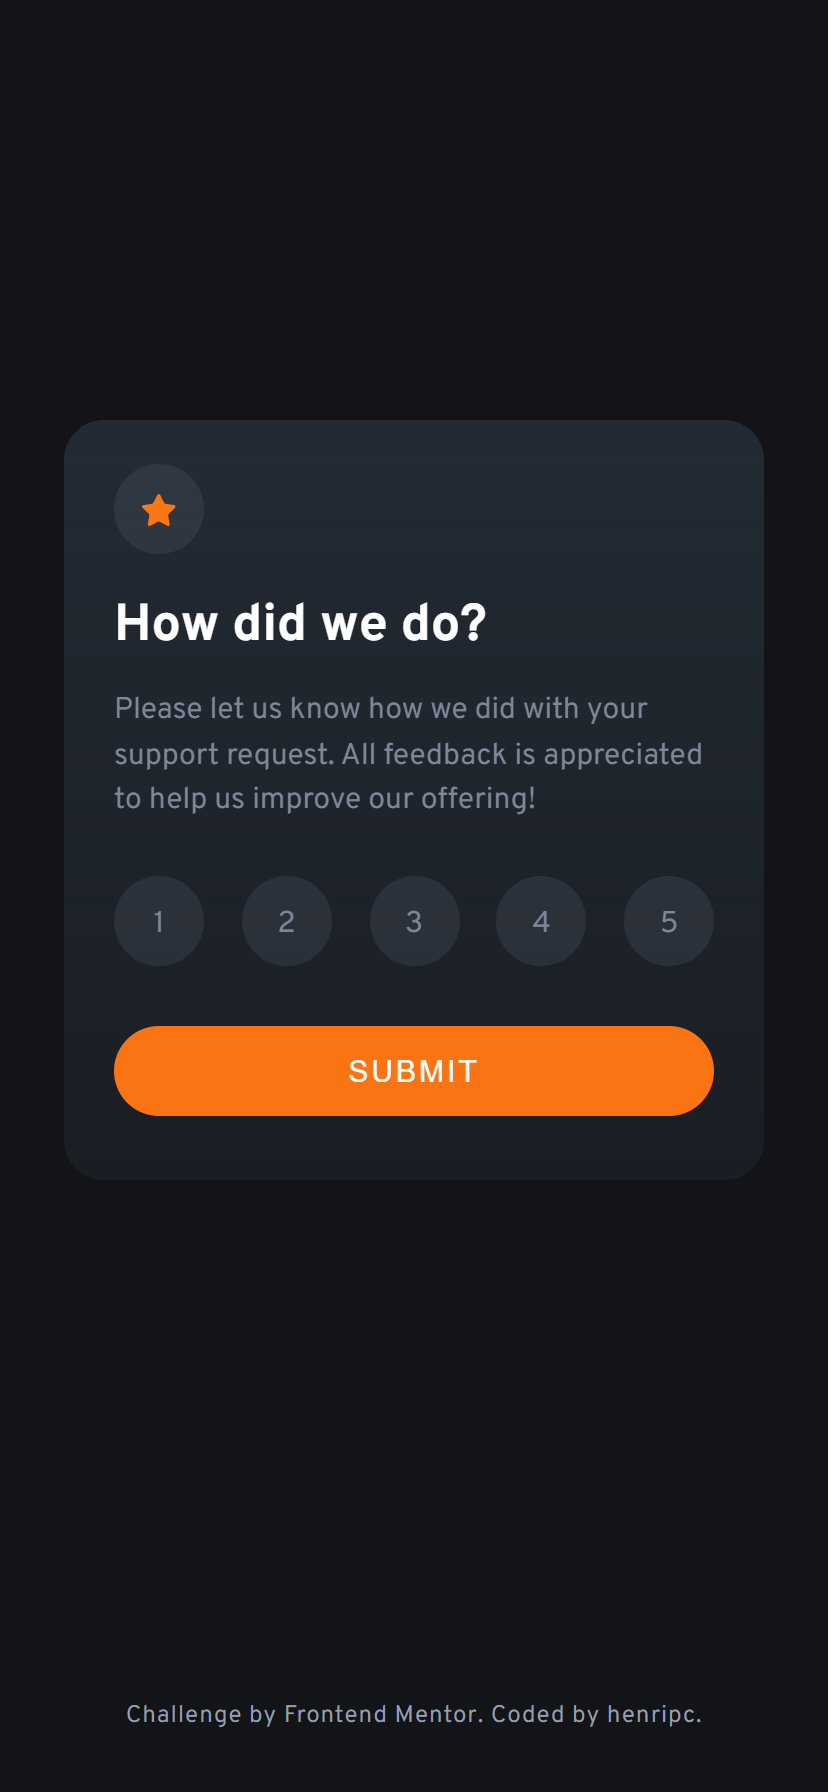 How did we do?
Please let us know how we did with your
support request. All feedback is appreciated
to help us improve our offering!
1 2 3 4 5
SUBMIT
Challenge by Frontend Mentor. Coded by henripc.